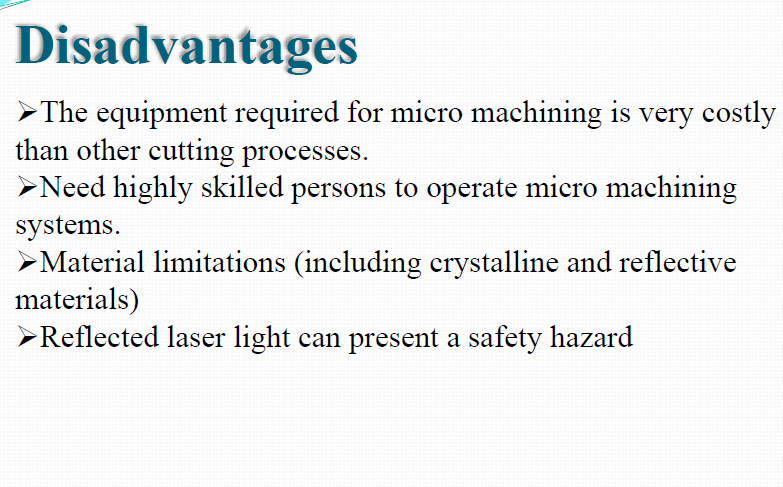 Disadvantages
➢The equipment required for micro machining is very costly
than other cutting processes.
➢Need highly skilled persons to operate micro machining
systems.
➢Material limitations (including crystalline and reflective
materials)
➢Reflected laser light can present a safety hazard